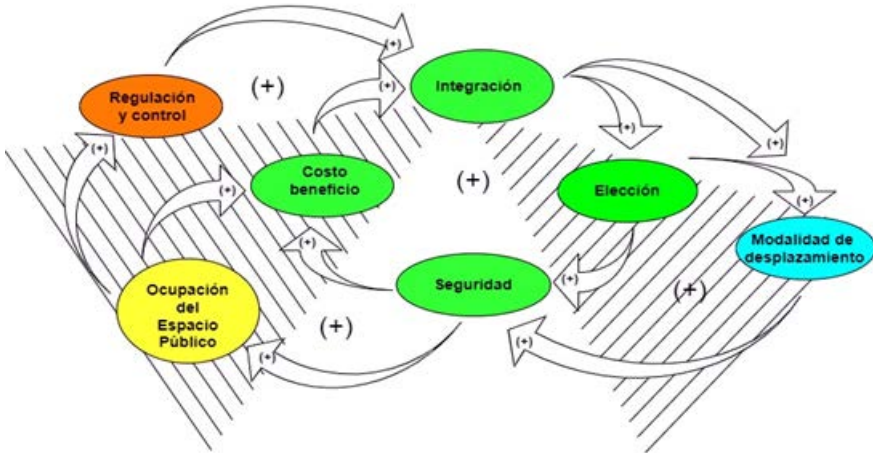 (+)
(+)
Integración
(+)
Regulación
y control
(+)
(+)
(+)
Costo
beneficio
(+)
(+)
(+)
Elección
(+)
Modalidad de
desplazamiento
(+)
(+)
Seguridad
(+)
(+)
Ocupación
del
Espacio
Público
(+)
(+)
(+)